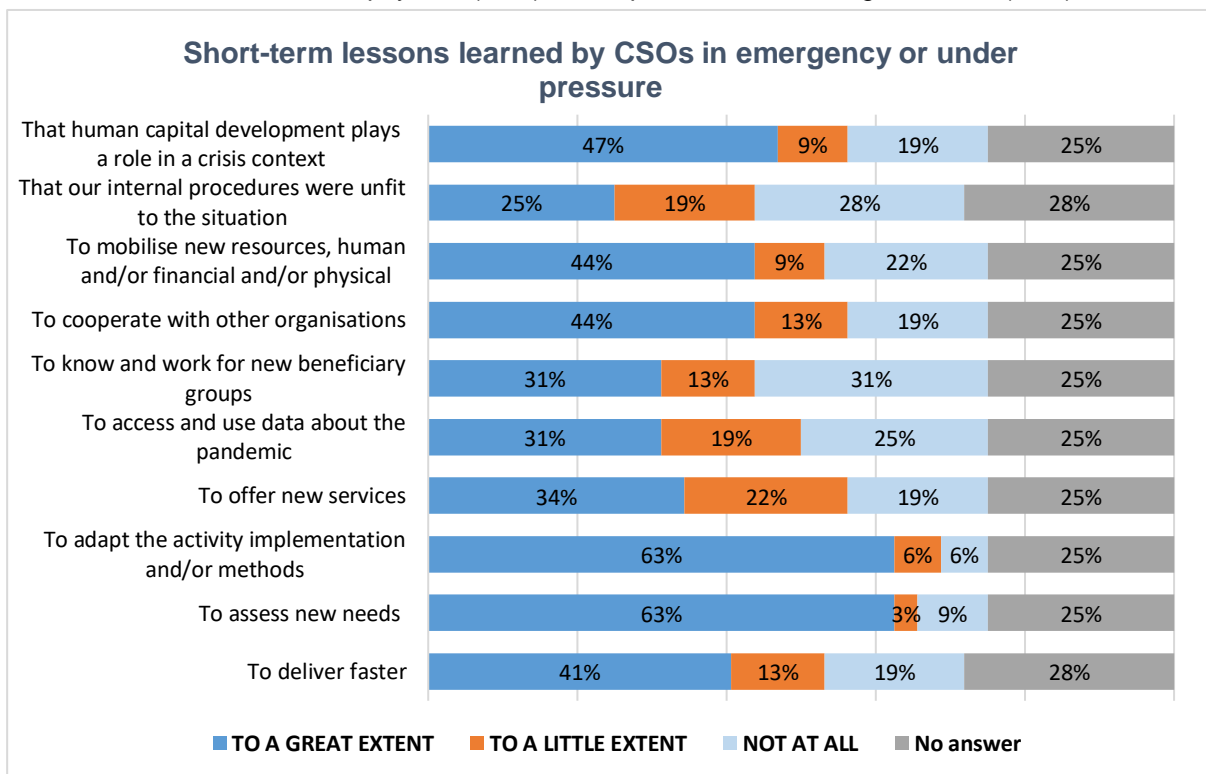 Short-term lessons learned by CSOs in emergency or under
pressure
That human capital development plays
a role in a crisis context
47% 9% 19% 25%
That our internal procedures were unfit
to the situation
25% 19% 28% 28%
To mobilise new resources, human
and/or financial and/or physical
44% 9% 22% 25%
To cooperate with other organisations
44% 13% 19% 25%
To know and work for new beneficiary
groups
31% 13% 31% 25%
To access and use data about the
pandemic
31% 19% 25% 25%
To offer new services
34% 22% 19% 25%
To adapt the activity implementation
and/or methods
63% 6% 6% 25%
To assess new needs
63% 3% 9% 25%
To deliver faster
41% 13% 19% 28%
TO A GREAT EXTENT TO A LITTLE EXTENT NOT AT ALL No answer